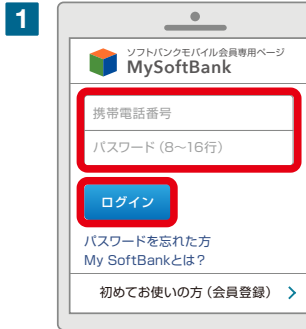 1
ソフトバンクモバイル会員専用ページ
MySoftBank
携帯電話番号
パスワード（8～16行）
ログイン
パスワードを忘れた方
My SoftBankとは？
初めてお使いの方（会員登録）